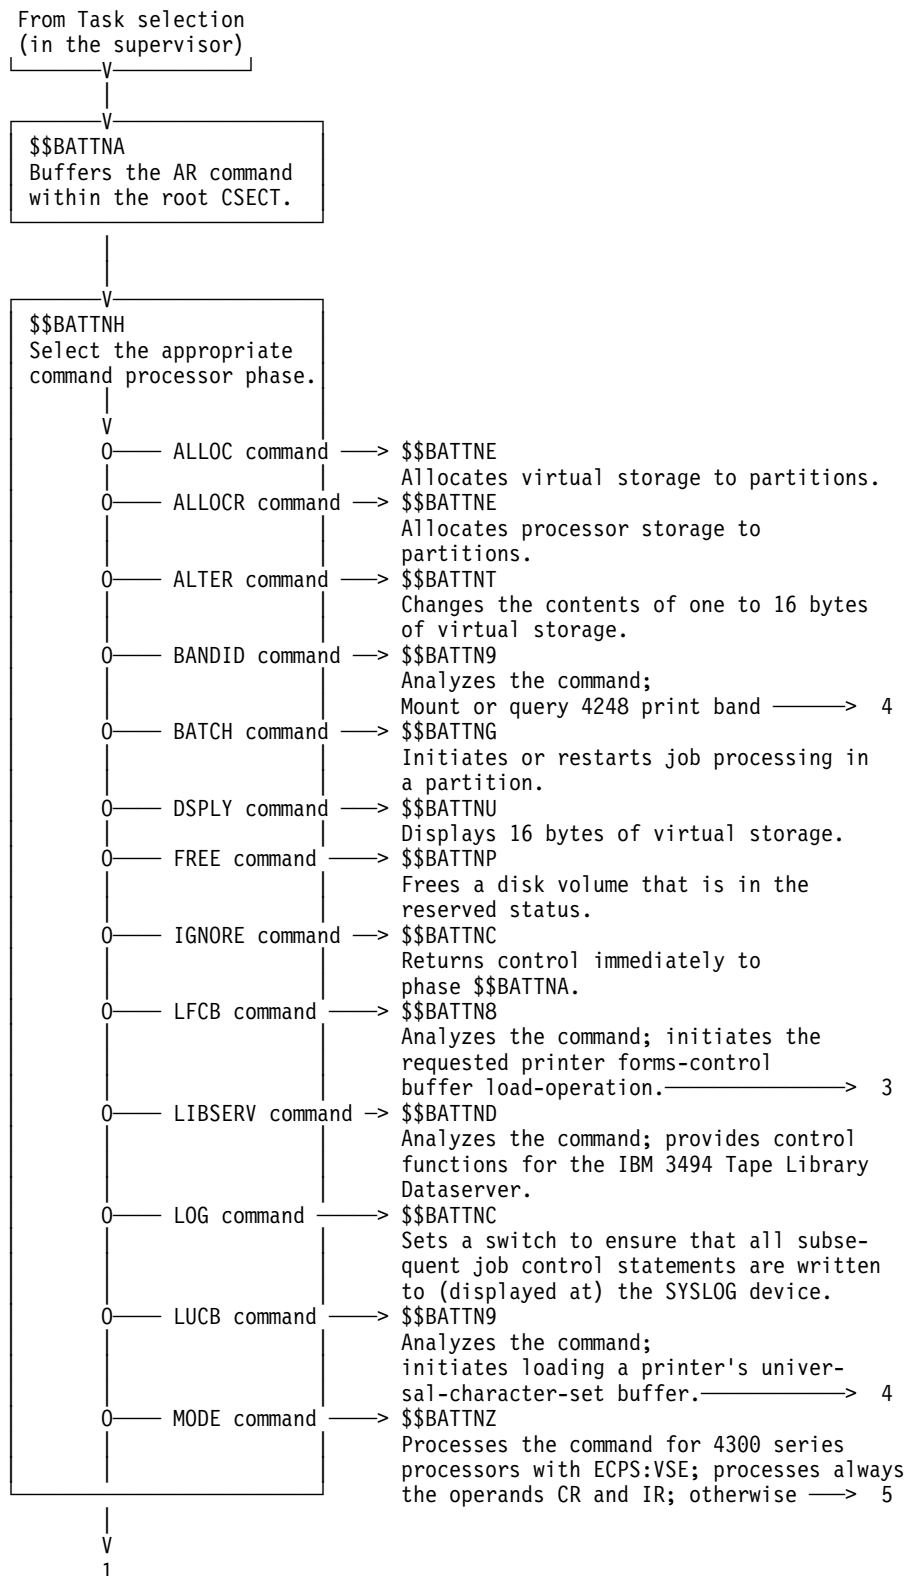 From Task selection
(in the supervisor)
V
V
$$BATTNA
Buffers the AR command
within the root CSECT.
V
$$BATTNH
Select the appropriate
command processor phase.
V
O ALLOC command > $$BATTNE
Allocates virtual storage to partitions.
O ALLOCR command > $$BATTNE
Allocates processor storage to
partitions.
O ALTER command > $$BATTNT
Changes the contents of one to 16 bytes
of virtual storage.
O BANDID command > $$BATTN9
Analyzes the command;
Mount or query 4248 print band > 4
O BATCH command > $$BATTNG
Initiates or restarts job processing in
a partition.
O DSPLY command > $$BATTNU
Displays 16 bytes of virtual storage.
O FREE command > $$BATTNP
Frees a disk volume that is in the
reserved status.
O IGNORE command > $$BATTNC
Returns control immediately to
phase $$BATTNA.
O LFCB command > $$BATTN8
Analyzes the command; initiates the
requested printer forms-control
buffer load-operation. > 3
O LIBSERV command > $$BATTND
Analyzes the command; provides control
functions for the IBM 3494 Tape Library
Dataserver.
O LOG command > $$BATTNC
Sets a switch to ensure that all subse-
quent job control statements are written
to (displayed at) the SYSLOG device.
O LUCB command > $$BATTN9
Analyzes the command;
initiates loading a printer's univer-
sal-character-set buffer. > 4
O MODE command > $$BATTNZ
Processes the command for 4300 series
processors with ECPS:VSE; processes always
the operands CR and IR; otherwise > 5
V
1